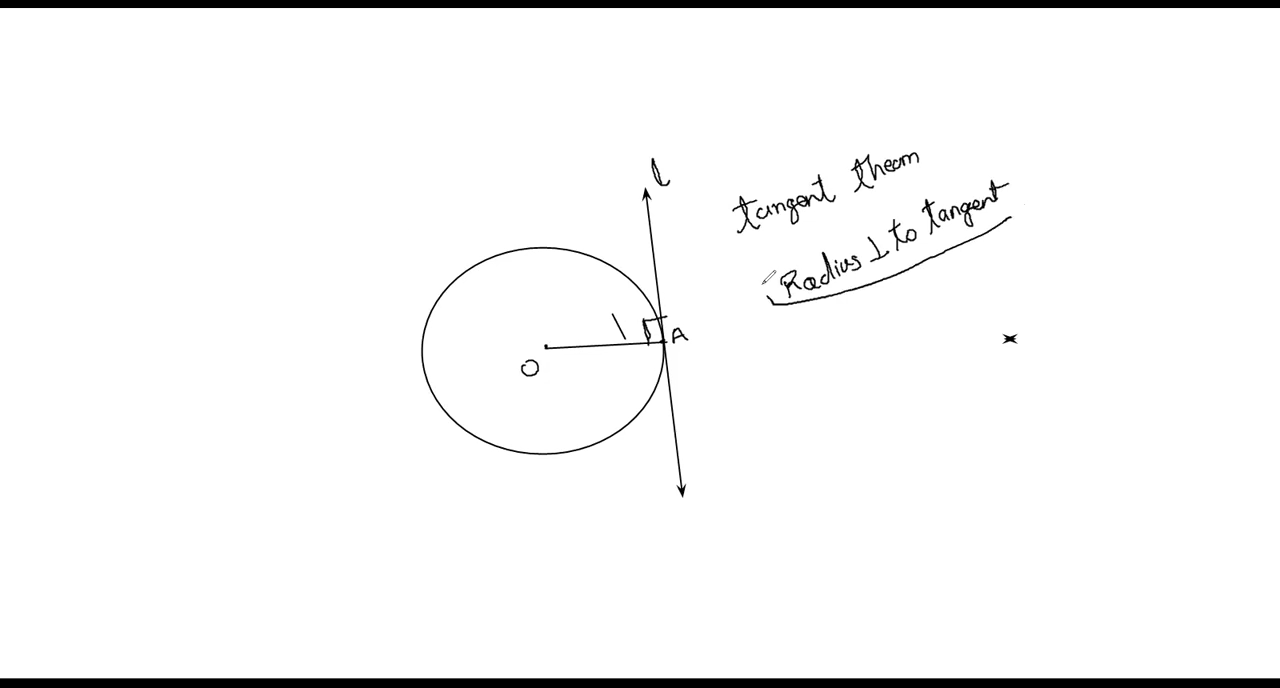 l
tangent theom
Radius ⊥ to tangent
A
O